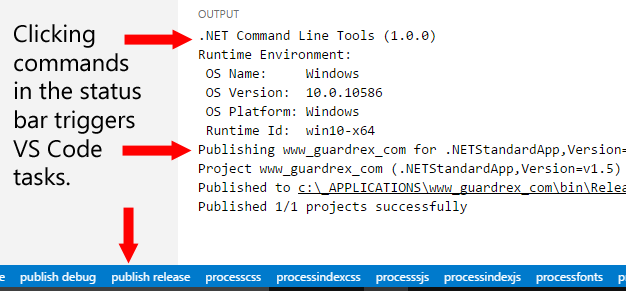 OUTPUT
Clicking
commands
in the status
bar triggers
VS Code
tasks.
.NET Command Line Tools (1.0.0)
Runtime Environment:
OS Name: Windows
OS Version: 10.0.10586
OS Platform: Windows
Runtime Id: win10-x64
Publishing www_guardrex_com for .NETStandardApp,Version=
Project www_guardrex_com (.NETStandardApp,Version=v1.5)
Published to c:\_APPLICATIONS\www_guardrex_com\bin\Relea
Published 1/1 projects successfully
e publish debug publish release processcss processindexcss processsjs processindexjs processfonts p